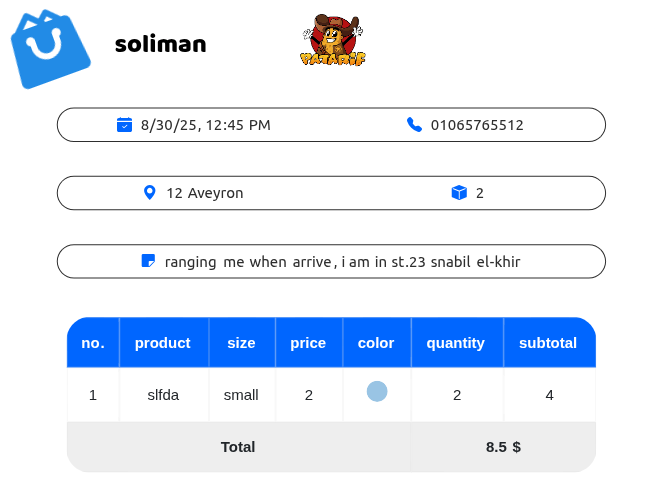 soliman
PATATRIP
8/30/25, 12:45 PM
01065765512
12 Aveyron
2
ranging me when arrive, i am in st.23 snabil el-khir
no. product size price color quantity subtotal
1 slfda small 2 2 4
Total 8.5 $